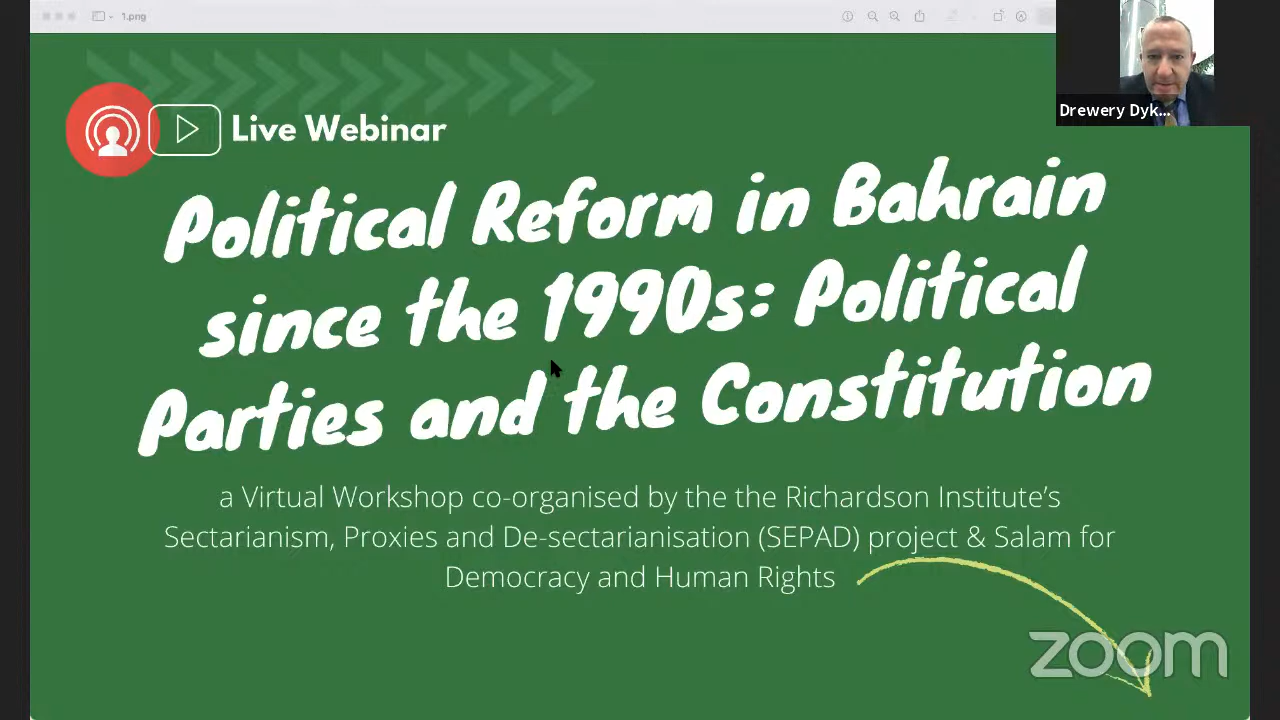 1.png
Drewery Dyk...
Live Webinar
Political Reform in Bahrain
since the 1990s: Political
Parties and the Constitution
a Virtual Workshop co-organised by the the Richardson Institute’s
Sectarianism, Proxies and De-sectarianisation (SEPAD) project & Salam for
Democracy and Human Rights
zoom